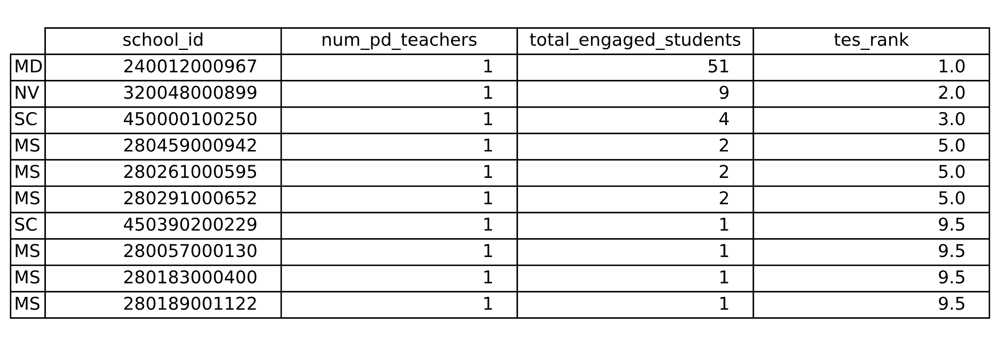 school_id num_pd_teachers total_engaged_students tes_rank
MD 240012000967 1 51 1.0
NV 320048000899 1 9 2.0
SC 450000100250 1 4 3.0
MS 280459000942 1 2 5.0
MS 280261000595 1 2 5.0
MS 280291000652 1 2 5.0
SC 450390200229 1 1 9.5
MS 280057000130 1 1 9.5
MS 280183000400 1 1 9.5
MS 280189001122 1 1 9.5